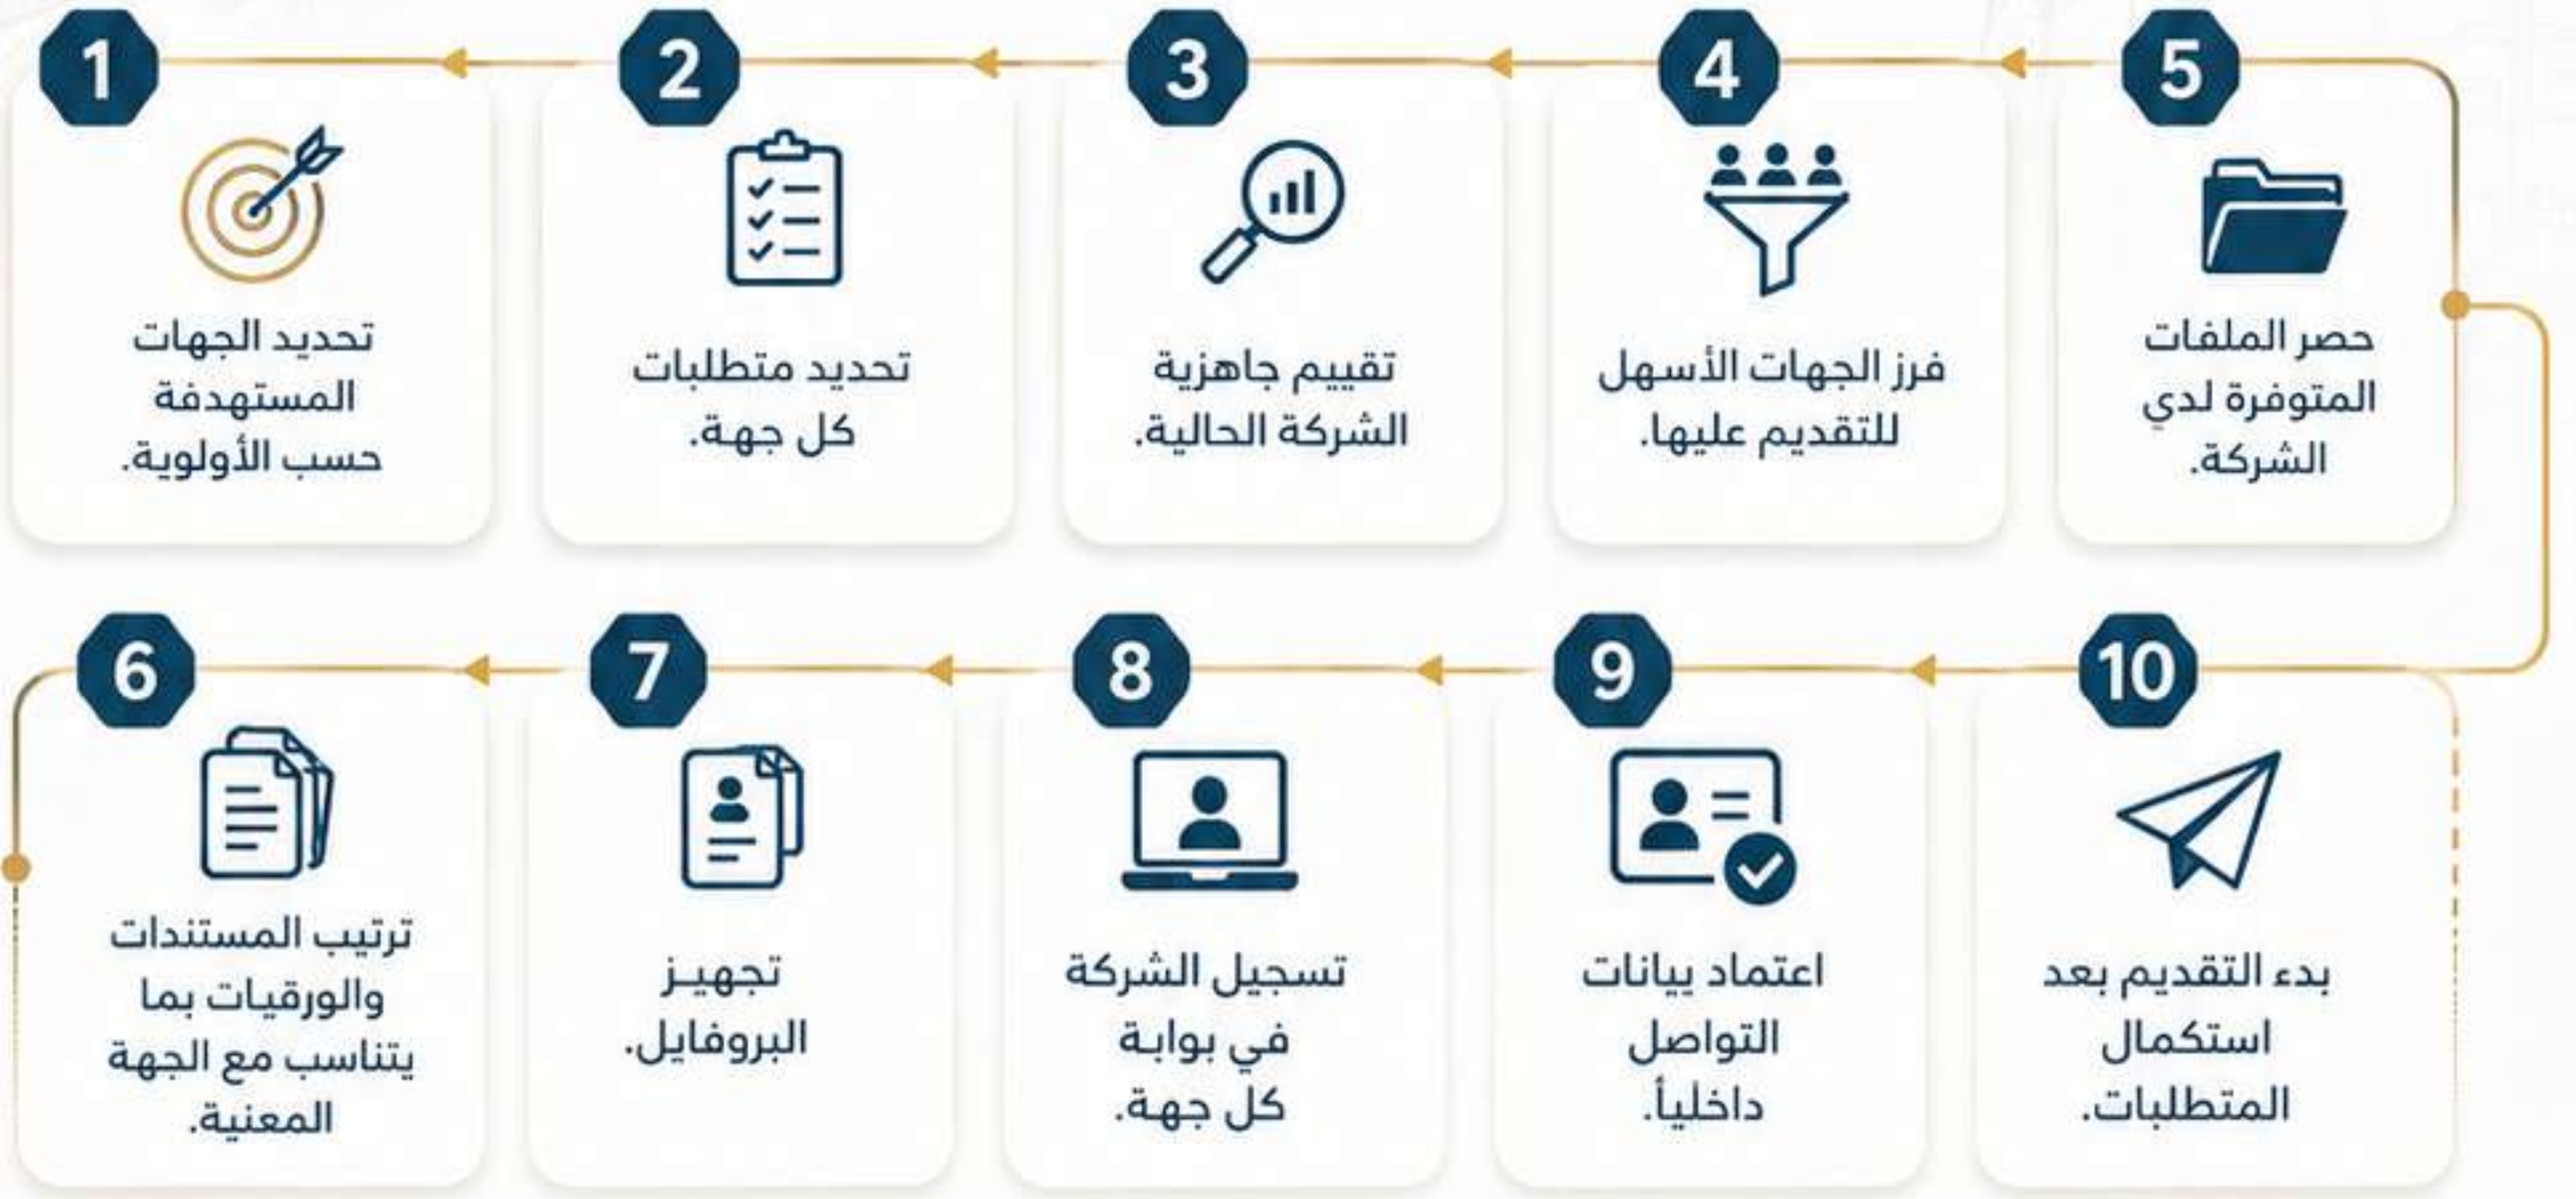 1
تحديد الجهات
المستهدفة
حسب الأولوية.
2
تحديد متطلبات
كل جهة.
3
تقييم جاهزية
الشركة الحالية.
4
فرز الجهات الأسهل
للتقديم عليها.
5
حصر الملفات
المتوفرة لدي
الشركة.
6
ترتيب المستندات
والورقيات بما
يتناسب مع الجهة
المعنية.
7
تجهيز
البروفايل.
8
تسجيل الشركة
في بوابة
كل جهة.
9
اعتماد بيانات
التواصل
داخلياً.
10
بدء التقديم بعد
استكمال
المتطلبات.